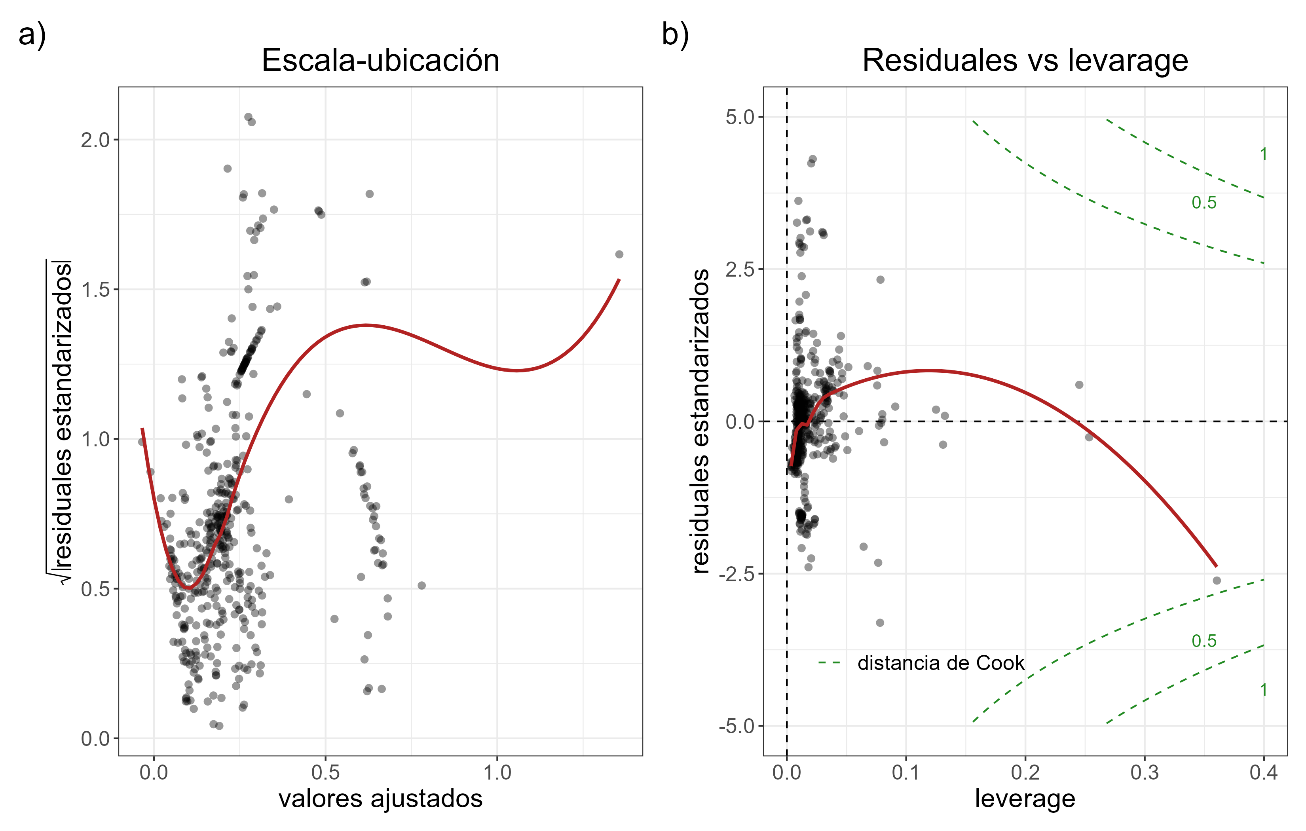 a)
Escala-ubicación
√|residuales estandarizados|
2.0
1.5
1.0
0.5
0.0
0.0 0.5 1.0
valores ajustados
b)
Residuales vs levarage
residuales estandarizados
5.0
2.5
0.0
-2.5
-5.0
1
0.5
0.5
distancia de Cook
1
0.0 0.1 0.2 0.3 0.4
leverage